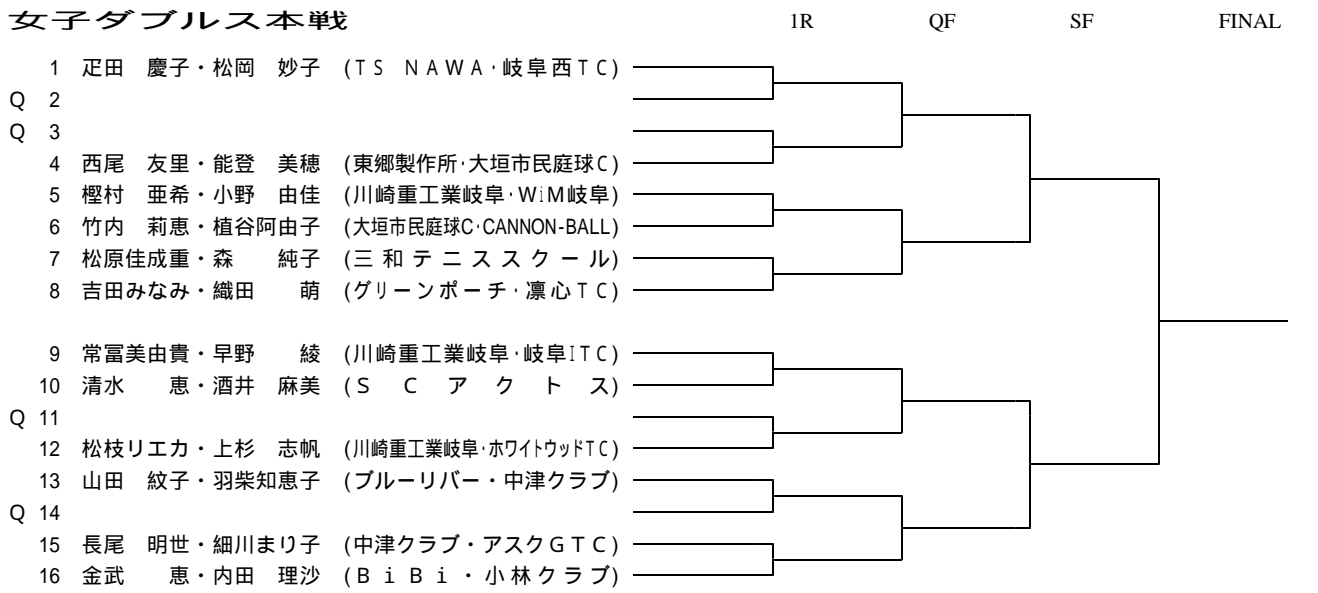 女子ダブルス本戦 1R QF SF FINAL
1 疋田 慶子・松岡 妙子 (TS NAWA・岐阜西TC)
Q 2
Q 3
4 西尾 友里・能登 美穂 (東郷製作所・大垣市民庭球C)
5 樫村 亜希・小野 由佳 (川崎重工業岐阜・WiM岐阜)
6 竹内 莉恵・植谷阿由子 (大垣市民庭球C・CANNON-BALL)
7 松原佳成重・森 純子 (三和テニススクール)
8 吉田みなみ・織田 萌 (グリーンポーチ・凛心TC)
9 常冨美由貴・早野 綾 (川崎重工業岐阜・岐阜ITC)
10 清水 恵・酒井 麻美 (SCアクトス)
Q 11
12 松枝リエカ・上杉 志帆 (川崎重工業岐阜・ホワイトウッドTC)
13 山田 紋子・羽柴知恵子 (ブルーリバー・中津クラブ)
Q 14
15 長尾 明世・細川まり子 (中津クラブ・アスクGTC)
16 金武 恵・内田 理沙 (BiBi・小林クラブ)